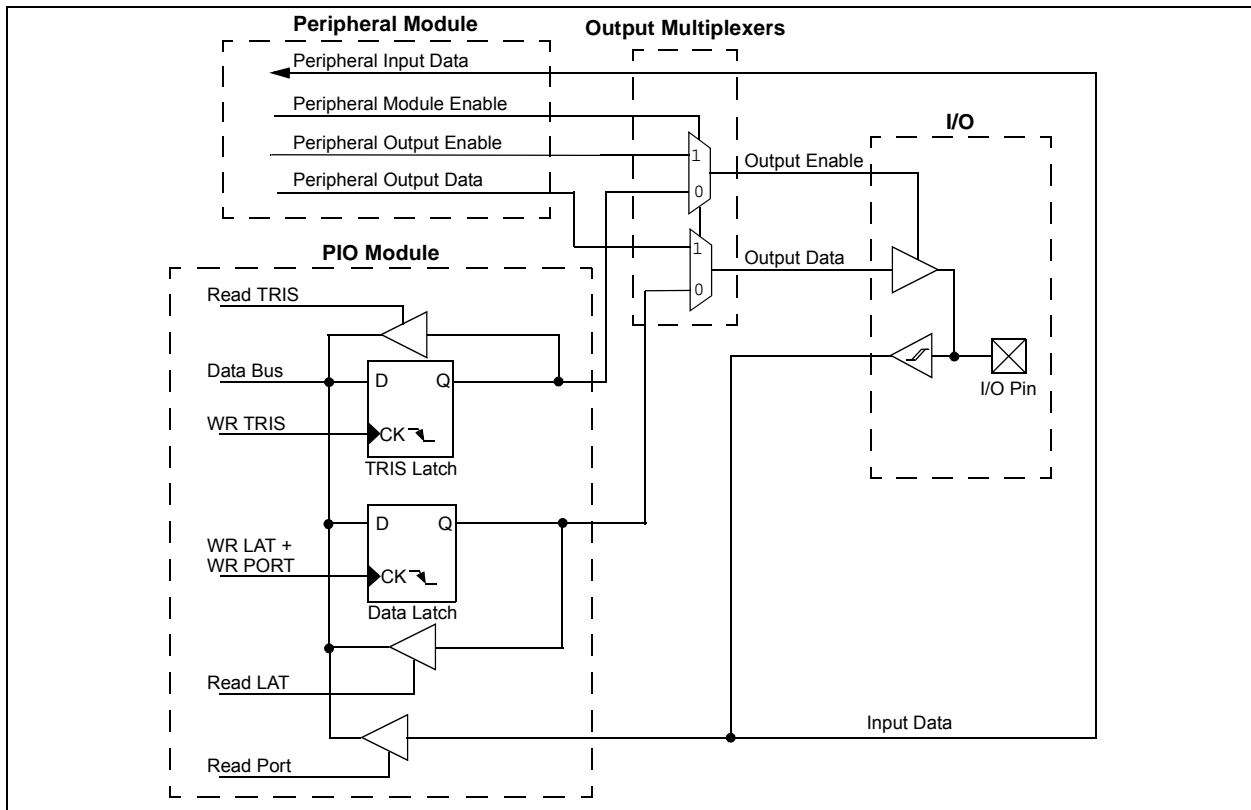 Peripheral Module
Output Multiplexers
Peripheral Input Data
Peripheral Module Enable
Peripheral Output Enable
Peripheral Output Data
1
0
Output Enable
I/O
1
0
Output Data
I/O Pin
PIO Module
Read TRIS
Data Bus
D Q
WR TRIS
CK
TRIS Latch
D Q
WR LAT +
WR PORT
CK
Data Latch
Read LAT
Input Data
Read Port